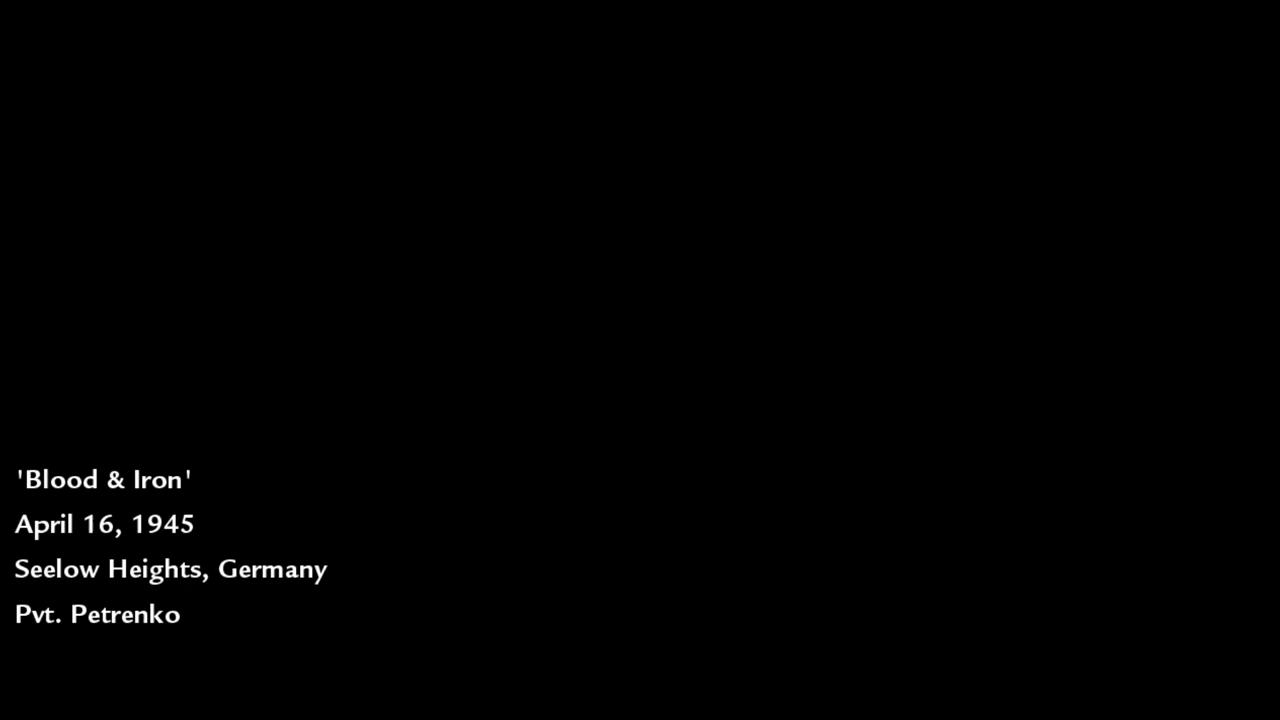 'Blood & Iron'
April 16, 1945
Seelow Heights, Germany
Pvt. Petrenko